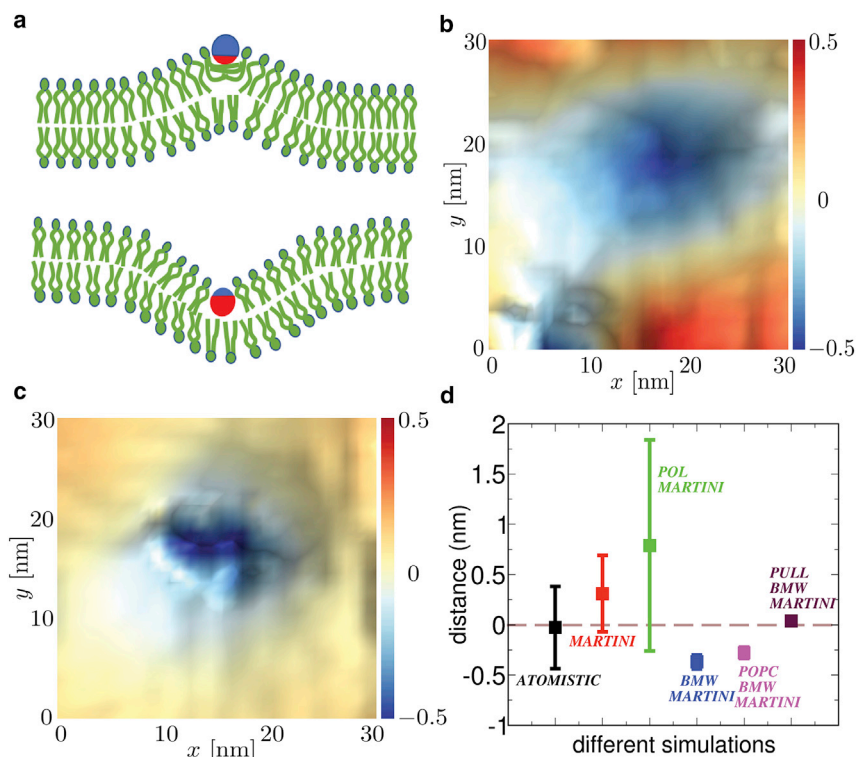 a
b
30
20
10
0
y [nm]
10
20
30
x [nm]
0.5
0
−0.5
c
30
20
10
0
y [nm]
0
10
20
30
x [nm]
0.5
0
−0.5
d
2
1.5
1
0.5
0
-0.5
-1
distance (nm)
POL
MARTINI
PULL
BMW
MARTINI
MARTINI
ATOMISTIC
BMW
MARTINI
POPC
BMW
MARTINI
different simulations